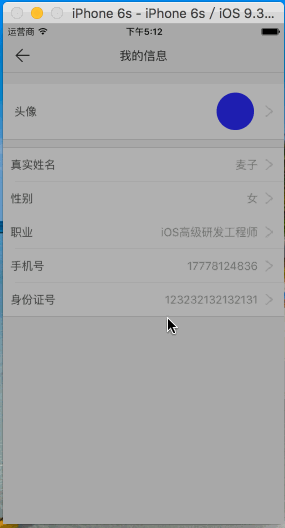 iPhone 6s - iPhone 6s / iOS 9.3...
运营商 下午5:12
我的信息
头像
真实姓名 麦子
性别 女
职业 iOS高级研发工程师
手机号 17778124836
身份证号 123232132132131